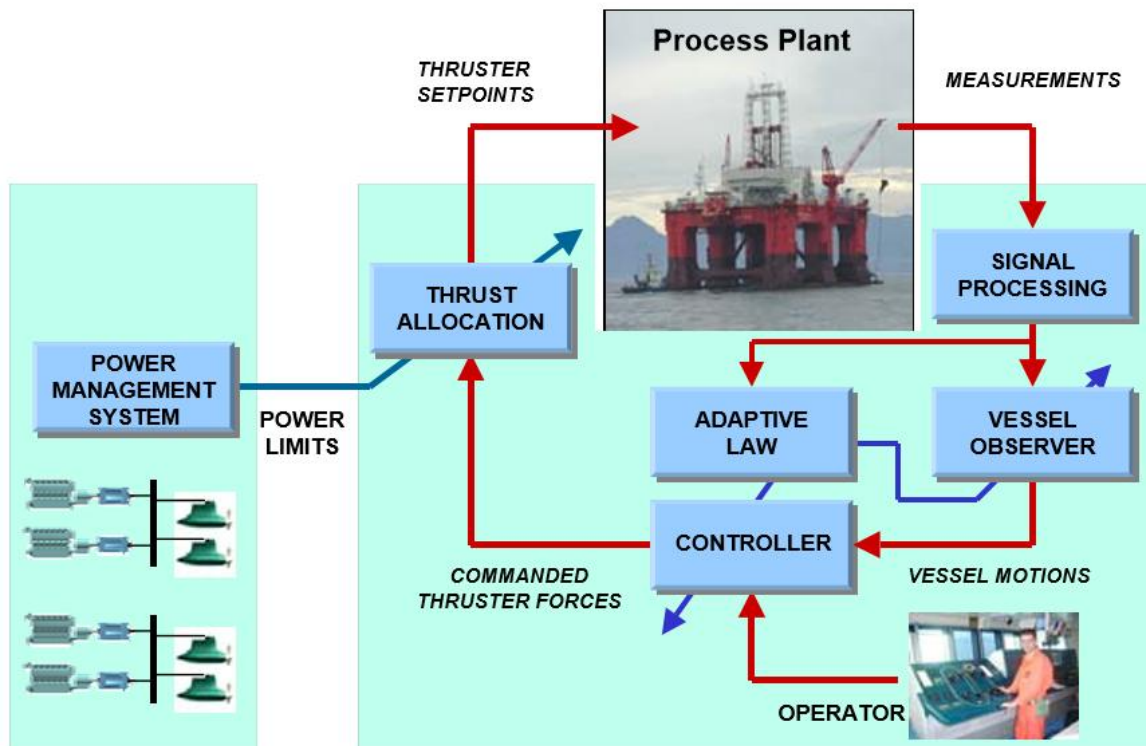 Process Plant
THRUSTER
SETPOINTS
MEASUREMENTS
SIGNAL
PROCESSING
THRUST
ALLOCATION
POWER
MANAGEMENT
SYSTEM
POWER
LIMITS
ADAPTIVE
LAW
VESSEL
OBSERVER
CONTROLLER
COMMANDED
THRUSTER FORCES
VESSEL MOTIONS
OPERATOR